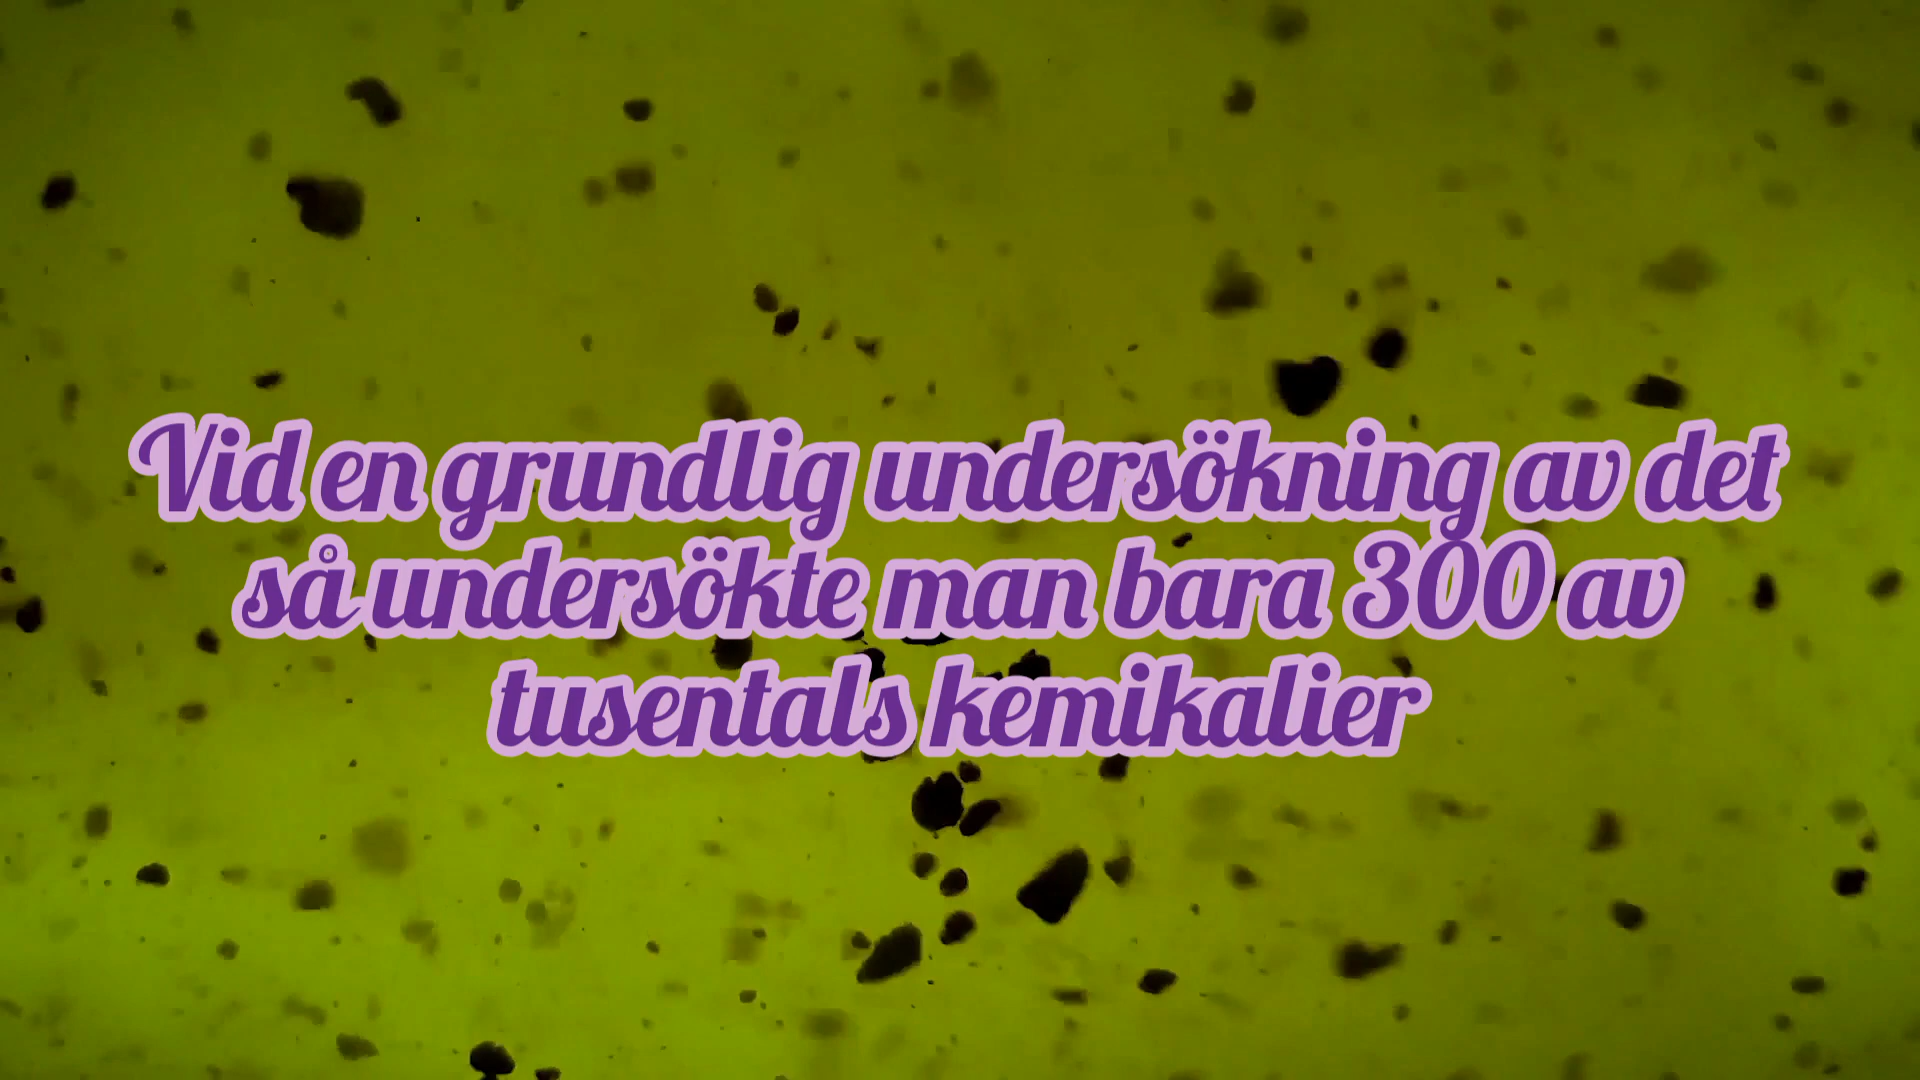 Vid en grundlig undersökning av det
så undersökte man bara 300 av
tusentals kemikalier